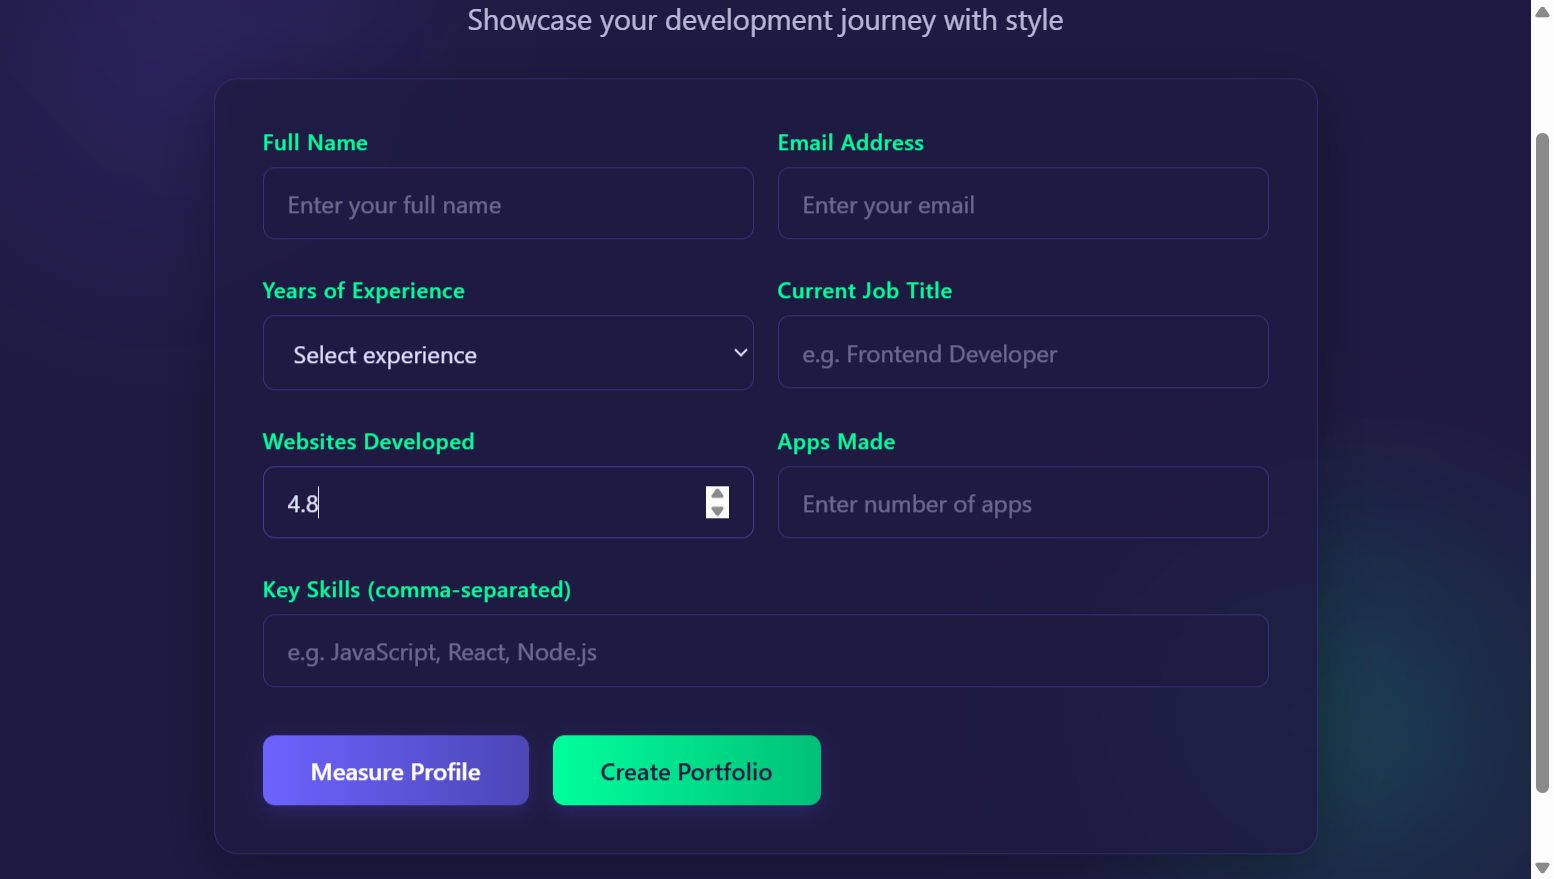 Showcase your development journey with style
Full Name
Email Address
Enter your full name
Enter your email
Years of Experience
Current Job Title
Select experience
e.g. Frontend Developer
Websites Developed
Apps Made
4.8
Enter number of apps
Key Skills (comma-separated)
e.g. JavaScript, React, Node.js
Measure Profile
Create Portfolio